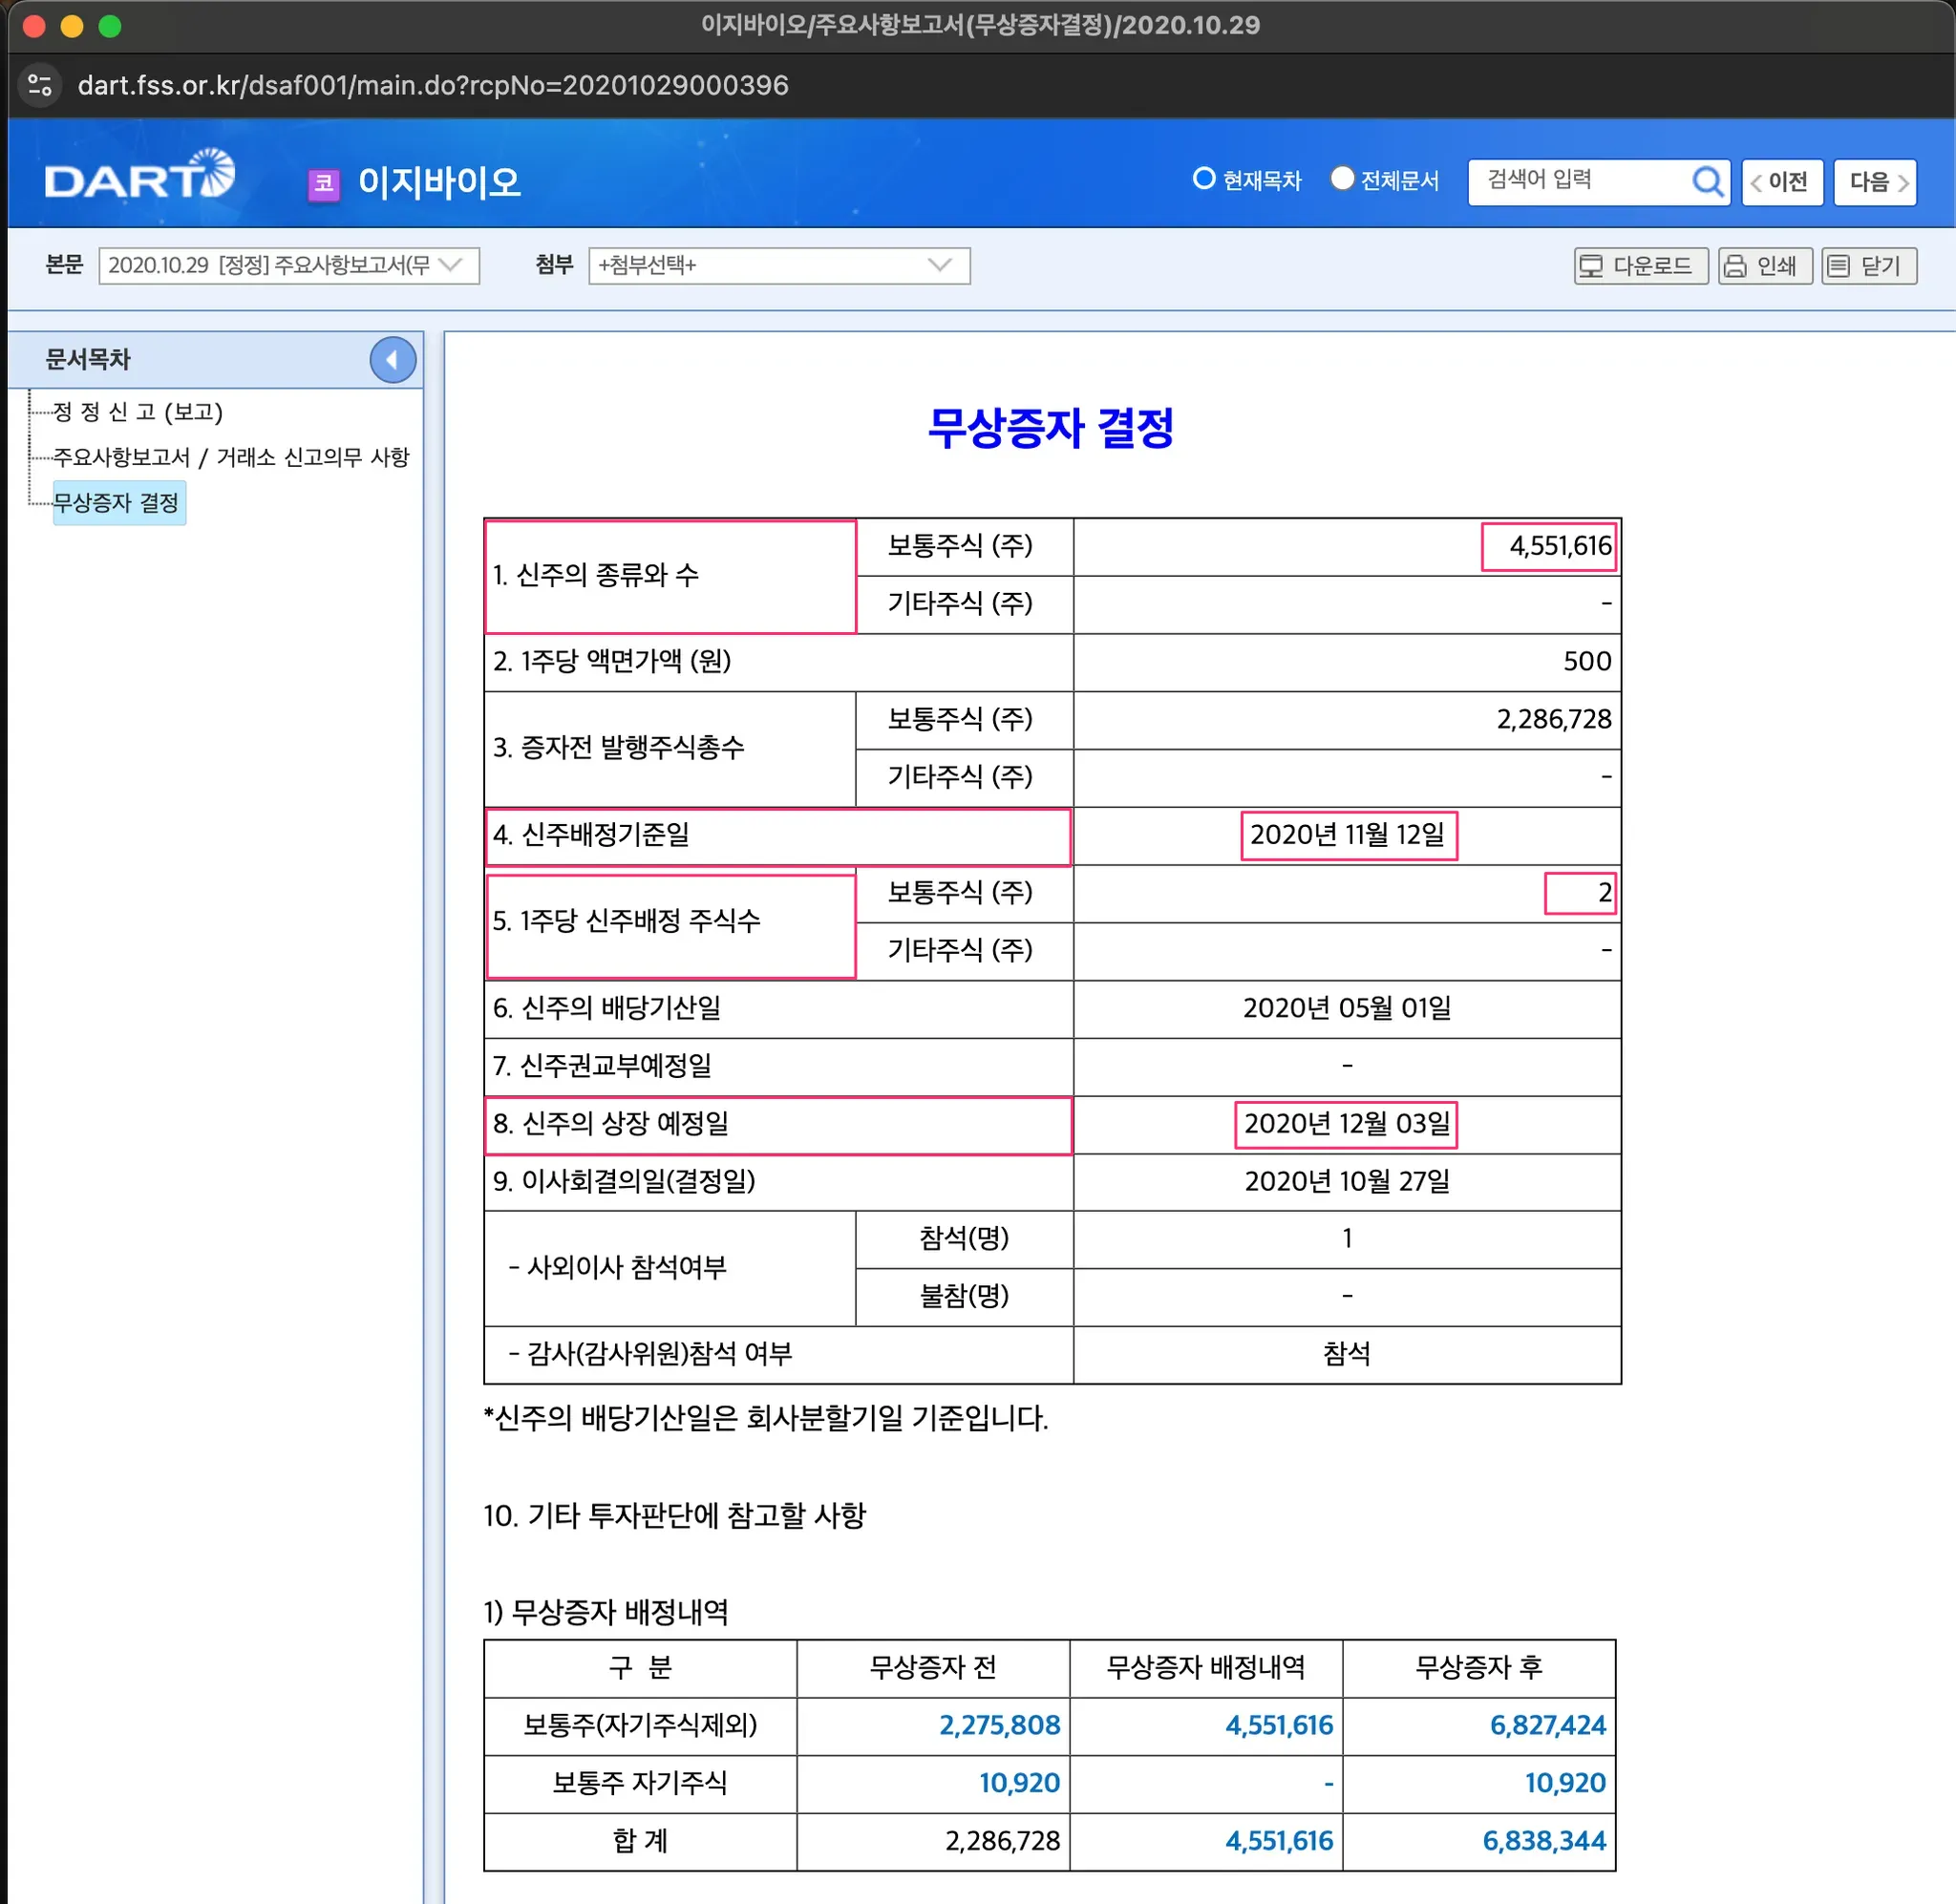 이지바이오/주요사항보고서(무상증자결정)/2020.10.29
dart.fss.or.kr/dsaf001/main.do?rcpNo=20201029000396
DART 코 이지바이오 현재목차 전체문서 검색어 입력 이전 다음
본문 2020.10.29 [정정] 주요사항보고서(무 첨부 +첨부선택+ 다운로드 인쇄 닫기
문서목차
정 정 신 고 (보고)
주요사항보고서 / 거래소 신고의무 사항
무상증자 결정
무상증자 결정
1. 신주의 종류와 수 보통주식 (주) 4,551,616
기타주식 (주) -
2. 1주당 액면가액 (원) 500
3. 증자전 발행주식총수 보통주식 (주) 2,286,728
기타주식 (주) -
4. 신주배정기준일 2020년 11월 12일
5. 1주당 신주배정 주식수 보통주식 (주) 2
기타주식 (주) -
6. 신주의 배당기산일 2020년 05월 01일
7. 신주권교부예정일 -
8. 신주의 상장 예정일 2020년 12월 03일
9. 이사회결의일(결정일) 2020년 10월 27일
- 사외이사 참석여부 참석(명) 1
불참(명) -
- 감사(감사위원)참석 여부 참석
*신주의 배당기산일은 회사분할기일 기준입니다.
10. 기타 투자판단에 참고할 사항
1) 무상증자 배정내역
구 분 무상증자 전 무상증자 배정내역 무상증자 후
보통주(자기주식제외) 2,275,808 4,551,616 6,827,424
보통주 자기주식 10,920 - 10,920
합 계 2,286,728 4,551,616 6,838,344